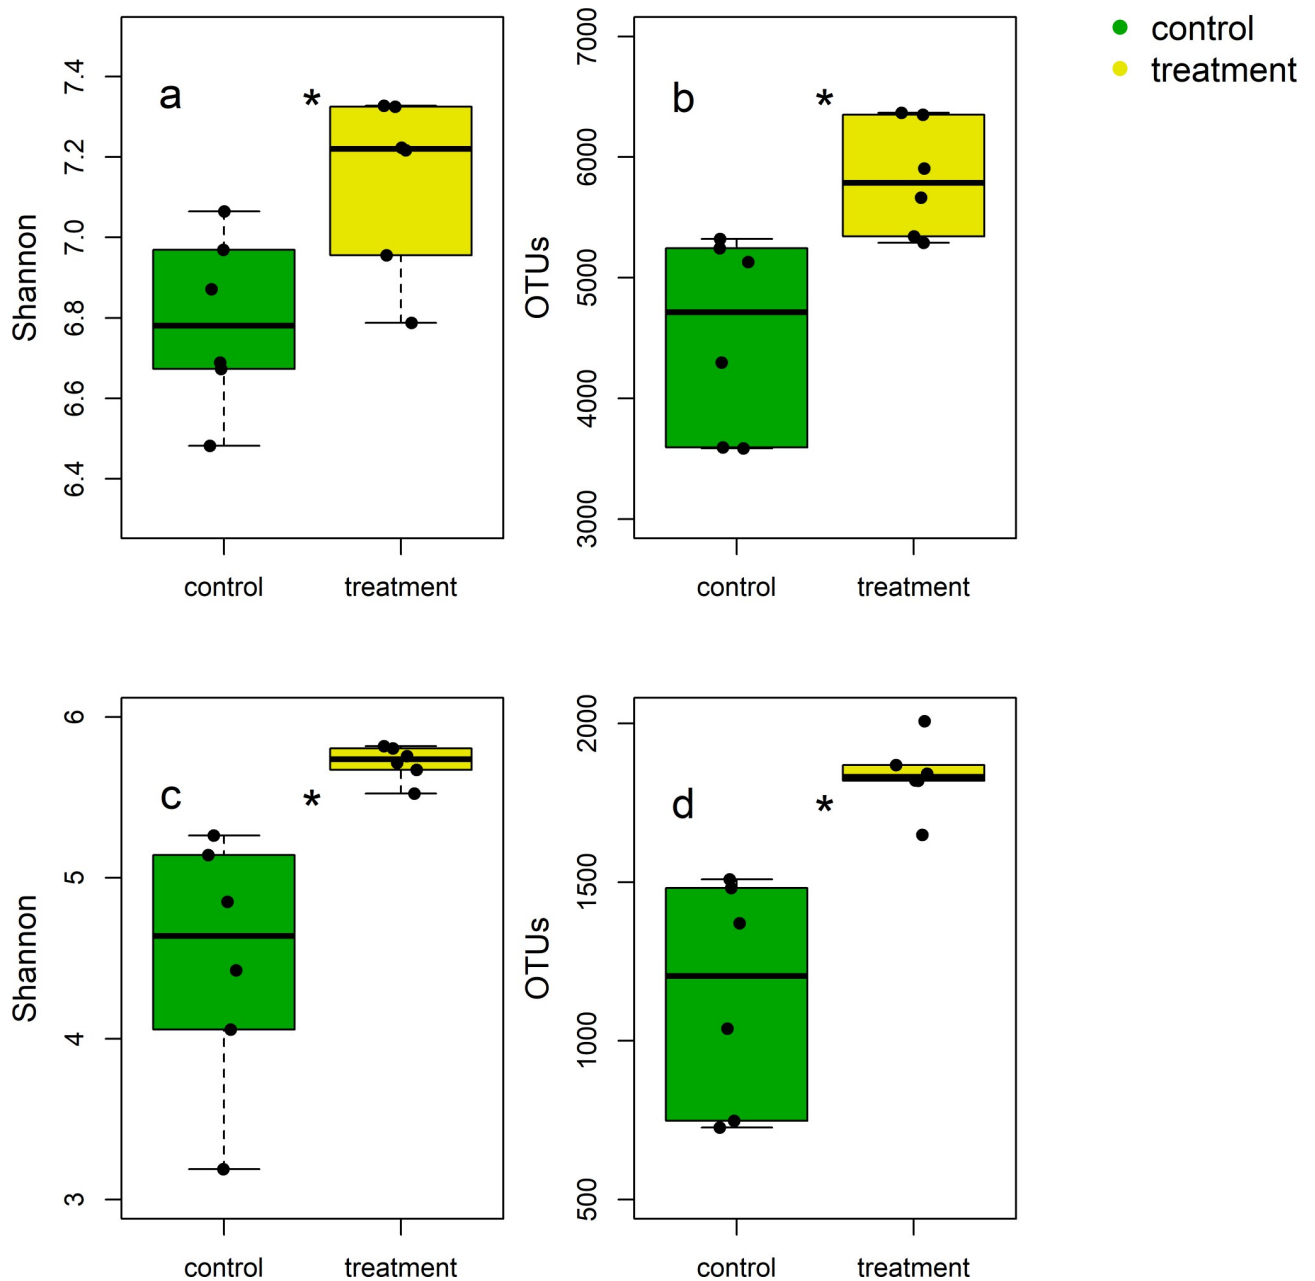 control
treatment
a
*
Shannon
7.4
7.2
7.0
6.8
6.6
6.4
control
treatment
b
*
OTUs
7000
6000
5000
4000
3000
control
treatment
c
*
Shannon
6
5
4
3
control
treatment
d
*
OTUs
2000
1500
1000
500
control
treatment